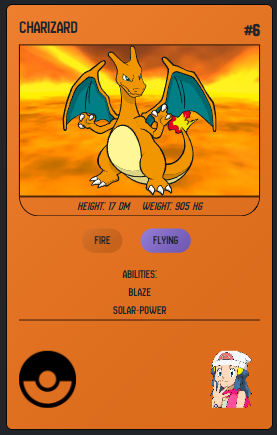 CHARIZARD
#6
HEIGHT: 17 DM WEIGHT: 905 HG
FIRE
FLYING
ABILITIES:
BLAZE
SOLAR-POWER